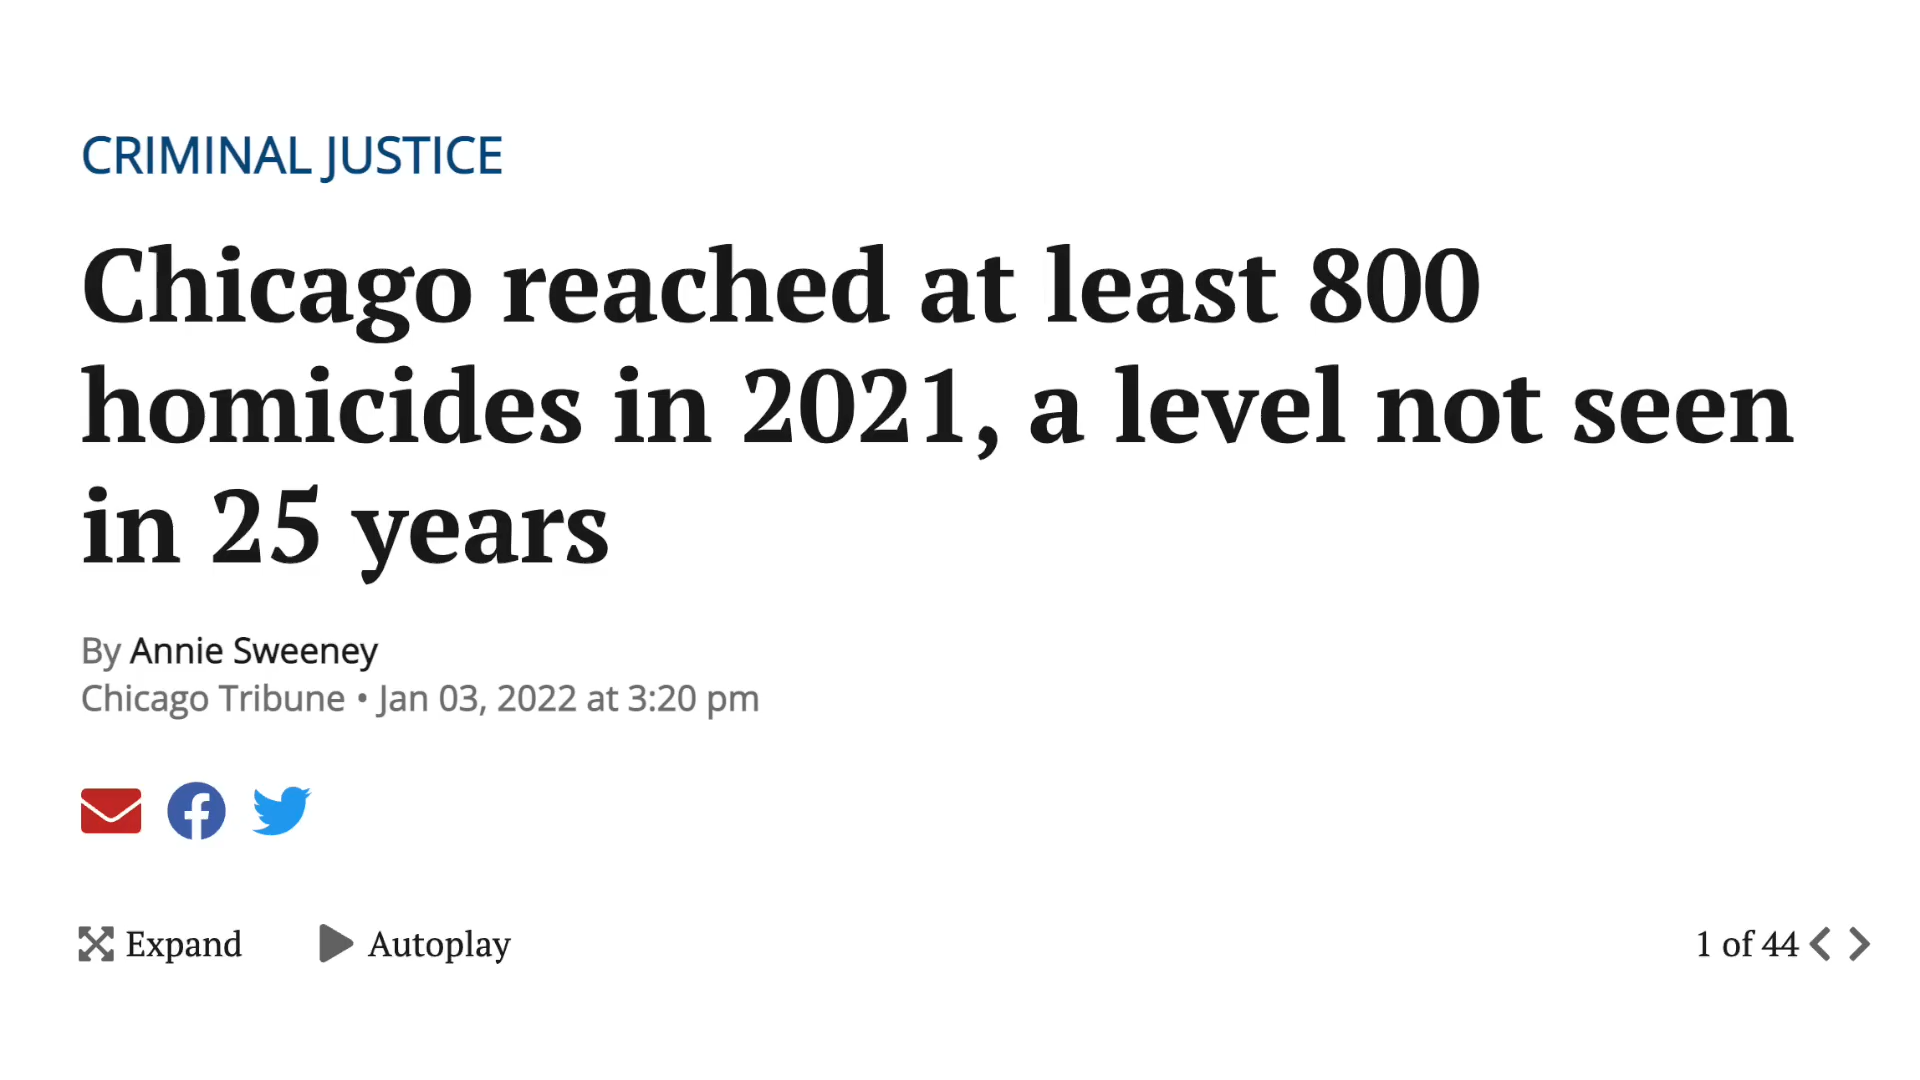 CRIMINAL JUSTICE
Chicago reached at least 800
homicides in 2021, a level not seen
in 25 years
By Annie Sweeney
Chicago Tribune • Jan 03, 2022 at 3:20 pm
Expand Autoplay 1 of 44